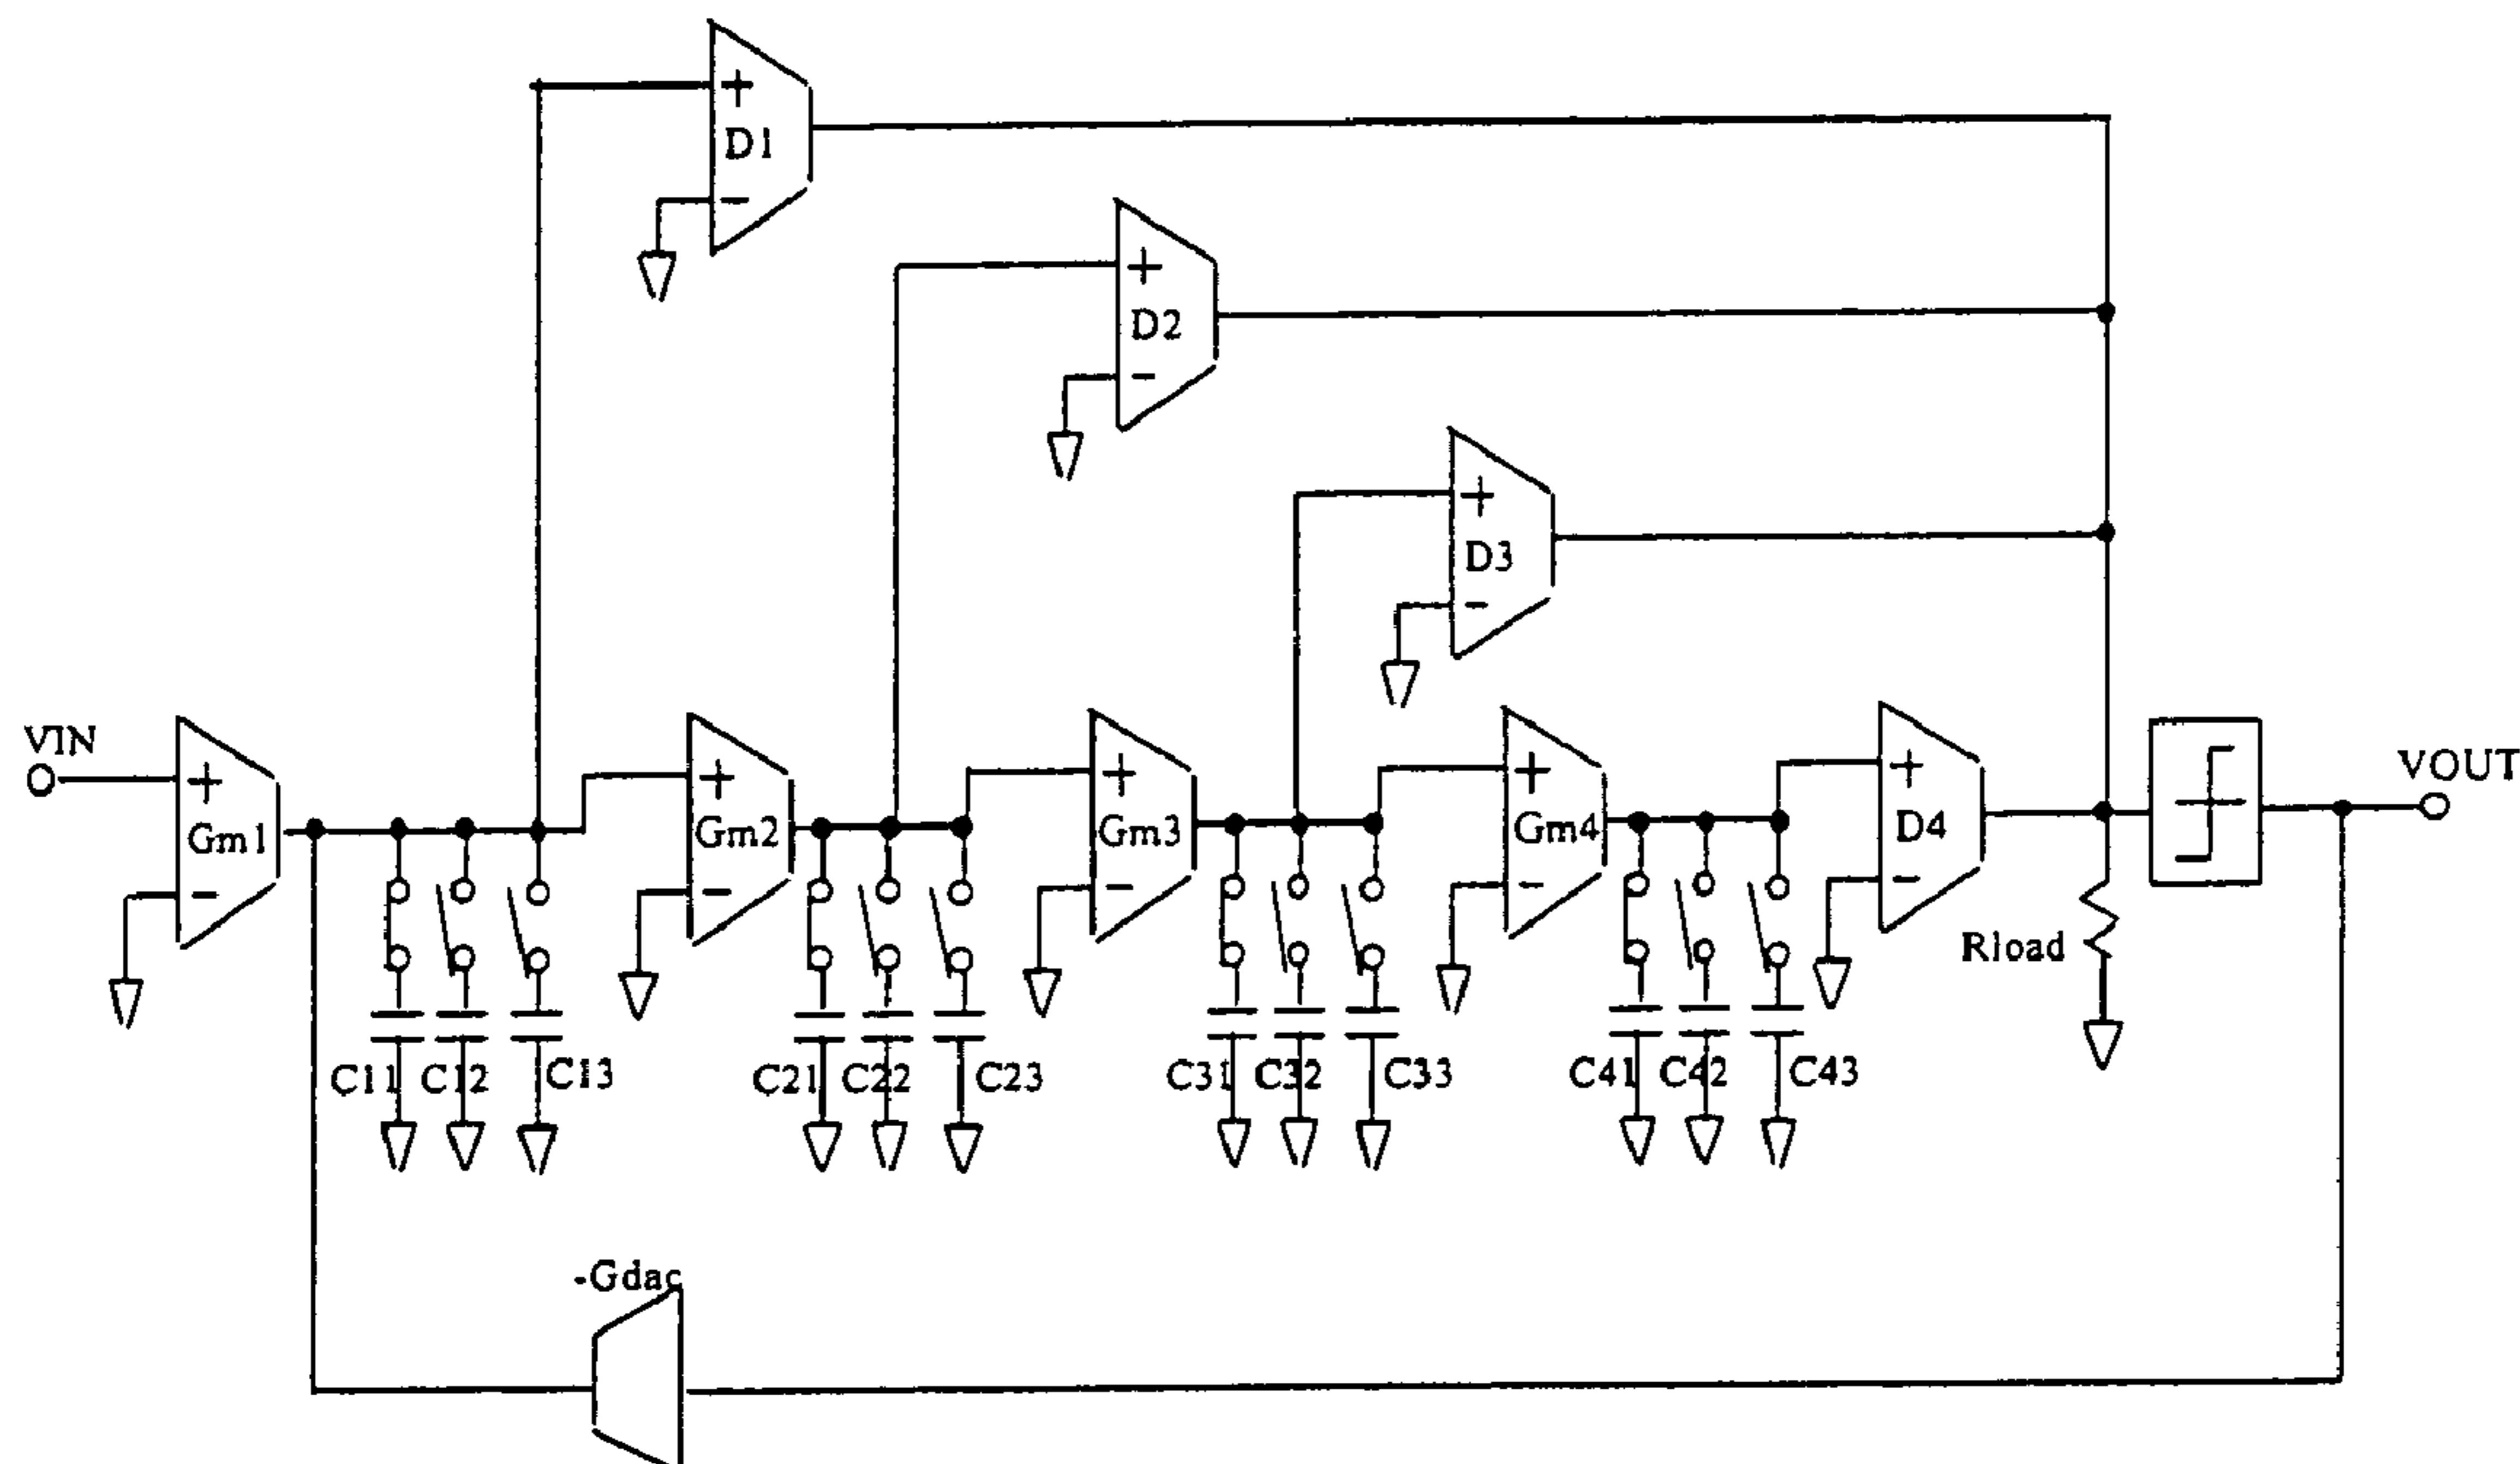 +
D1
−
+
D2
−
+
D3
−
VIN
+
Gm1
−
+
Gm2
−
+
Gm3
−
+
Gm4
−
+
D4
−
VOUT
Rload
C11 C12 C13
C21 C22 C23
C31 C32 C33
C41 C42 C43
-Gdac